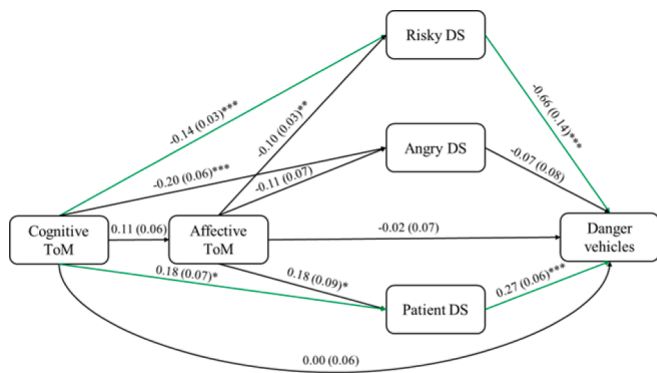 Risky DS
-0.14 (0.03)***
-0.10 (0.03)**
-0.66 (0.14)***
Angry DS
-0.20 (0.06)***
-0.11 (0.07)
-0.07 (0.08)
Cognitive
ToM
0.11 (0.06)
Affective
ToM
-0.02 (0.07)
Danger
vehicles
0.18 (0.07)*
0.18 (0.09)*
Patient DS
0.27 (0.06)***
0.00 (0.06)